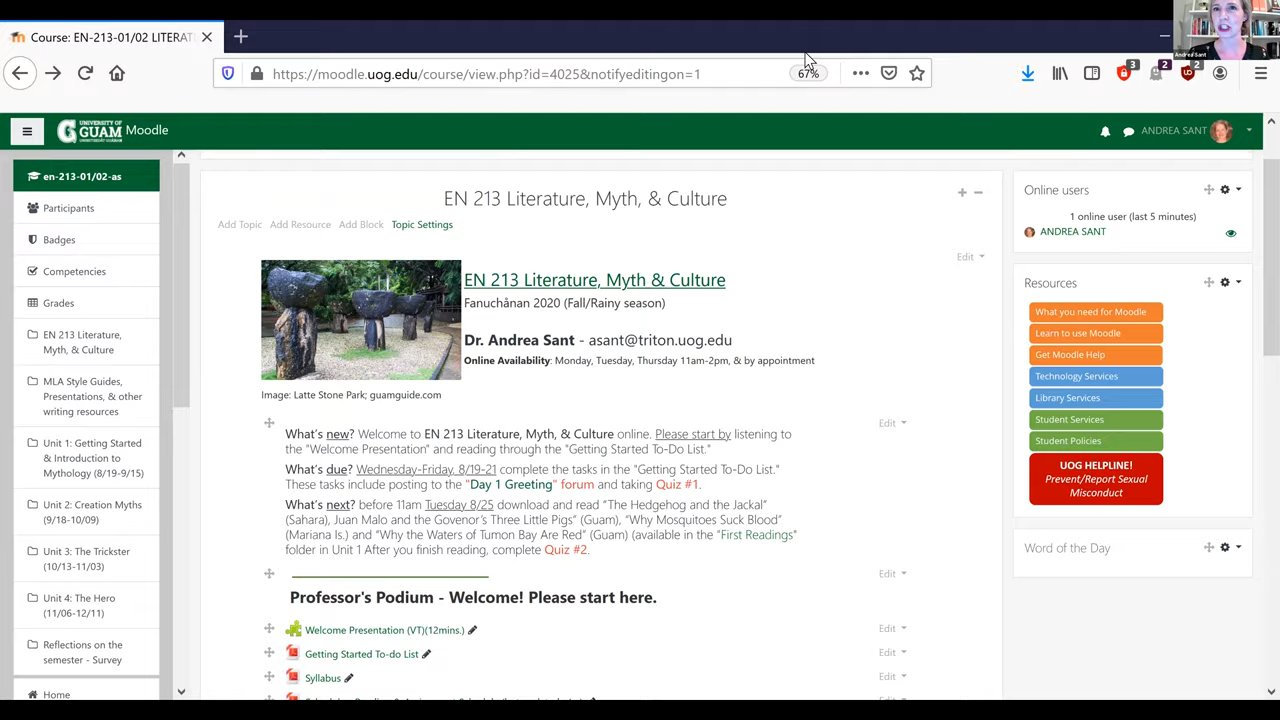 Course: EN-213-01/02 LITERAT
https://moodle.uog.edu/course/view.php?id=4025&notifyeditingon=1
67%
3
2
2
Andrea Sant
UNIVERSITY OF
GUAM
Moodle
ANDREA SANT
en-213-01/02-as
Participants
Badges
Competencies
Grades
EN 213 Literature,
Myth, & Culture
MLA Style Guides,
Presentations, & other
writing resources
Unit 1: Getting Started
& Introduction to
Mythology (8/19-9/15)
Unit 2: Creation Myths
(9/18-10/09)
Unit 3: The Trickster
(10/13-11/03)
Unit 4: The Hero
(11/06-12/11)
Reflections on the
semester - Survey
Home
EN 213 Literature, Myth, & Culture
Add Topic Add Resource Add Block Topic Settings
Edit
EN 213 Literature, Myth & Culture
Fanuchånan 2020 (Fall/Rainy season)
Dr. Andrea Sant - asant@triton.uog.edu
Online Availability: Monday, Tuesday, Thursday 11am-2pm, & by appointment
Image: Latte Stone Park; guamguide.com
Edit
What's new? Welcome to EN 213 Literature, Myth, & Culture online. Please start by listening to
the "Welcome Presentation" and reading through the "Getting Started To-Do List."
What's due? Wednesday-Friday, 8/19-21 complete the tasks in the "Getting Started To-Do List."
These tasks include posting to the "Day 1 Greeting" forum and taking Quiz #1.
What's next? before 11am Tuesday 8/25 download and read "The Hedgehog and the Jackal"
(Sahara), Juan Malo and the Govenor's Three Little Pigs" (Guam), "Why Mosquitoes Suck Blood"
(Mariana Is.) and "Why the Waters of Tumon Bay Are Red" (Guam) (available in the "First Readings"
folder in Unit 1 After you finish reading, complete Quiz #2.
Edit
Professor's Podium - Welcome! Please start here.
Welcome Presentation (VT)(12mins.)
Edit
Getting Started To-do List
Edit
Syllabus
Edit
Online users
1 online user (last 5 minutes)
ANDREA SANT
Resources
What you need for Moodle
Learn to use Moodle
Get Moodle Help
Technology Services
Library Services
Student Services
Student Policies
UOG HELPLINE!
Prevent/Report Sexual
Misconduct
Word of the Day